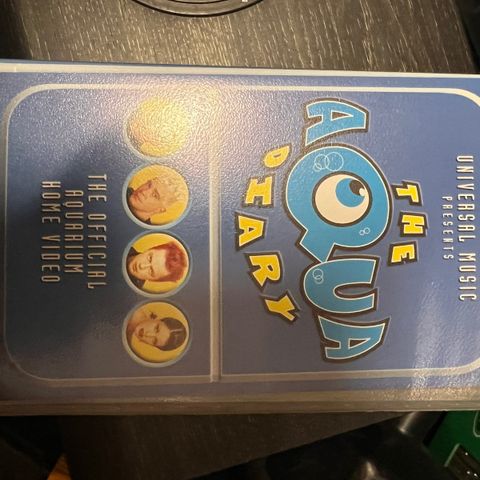 UNIVERSAL MUSIC
PRESENTS
THE
AQUA
DIARY
THE OFFICIAL
AQUARIUM
HOME VIDEO